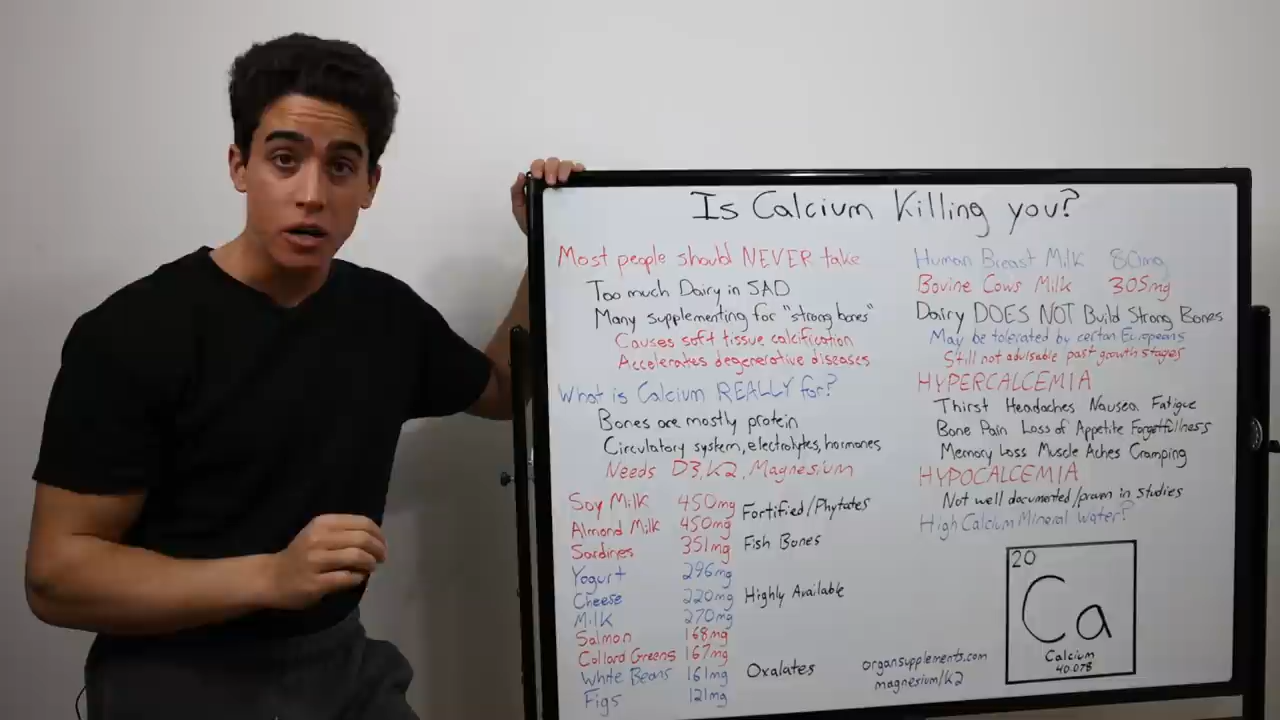 Is Calcium Killing you?
Most people should NEVER take
Too much Dairy in SAD
Many supplementing for "strong bones"
Causes soft tissue calcification
Accelerates degenerative diseases
What is Calcium REALLY for?
Bones are mostly protein
Circulatory system, electrolytes, hormones
Needs D3, K2, Magnesium
Soy Milk 450mg Fortified/Phytates
Almond Milk 450mg
Sardines 351mg Fish Bones
Yogurt 296mg
Cheese 220mg Highly Available
Milk 270mg
Salmon 168mg
Collard Greens 167mg
White Beans 161mg Oxalates
Figs 121mg
Human Breast Milk 80mg
Bovine Cows Milk 305mg
Dairy DOES NOT Build Strong Bones
May be tolerated by certan Europeans
Still not advisable past growth stages
HYPERCALCEMIA
Thirst Headaches Nausea Fatigue
Bone Pain Loss of Appetite Forgetfullness
Memory Loss Muscle Aches Cramping
HYPOCALCEMIA
Not well documented/proven in studies
High Calcium Mineral Water?
20
Ca
Calcium
40.078
organsupplements.com
magnesium/k2